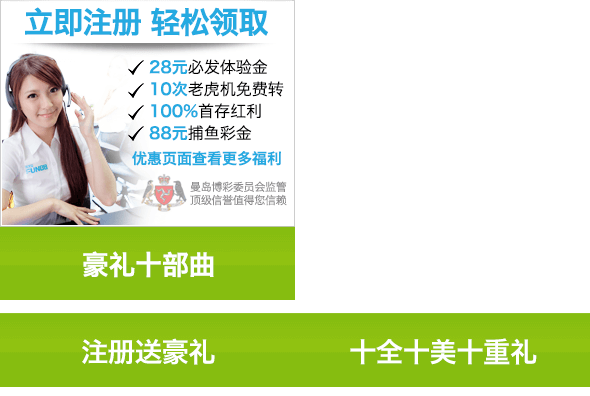 立即注册 轻松领取
28元必发体验金
10次老虎机免费转
100%首存红利
88元捕鱼彩金
优惠页面查看更多福利
曼岛博彩委员会监管
顶级信誉值得您信赖
豪礼十部曲
注册送豪礼
十全十美十重礼